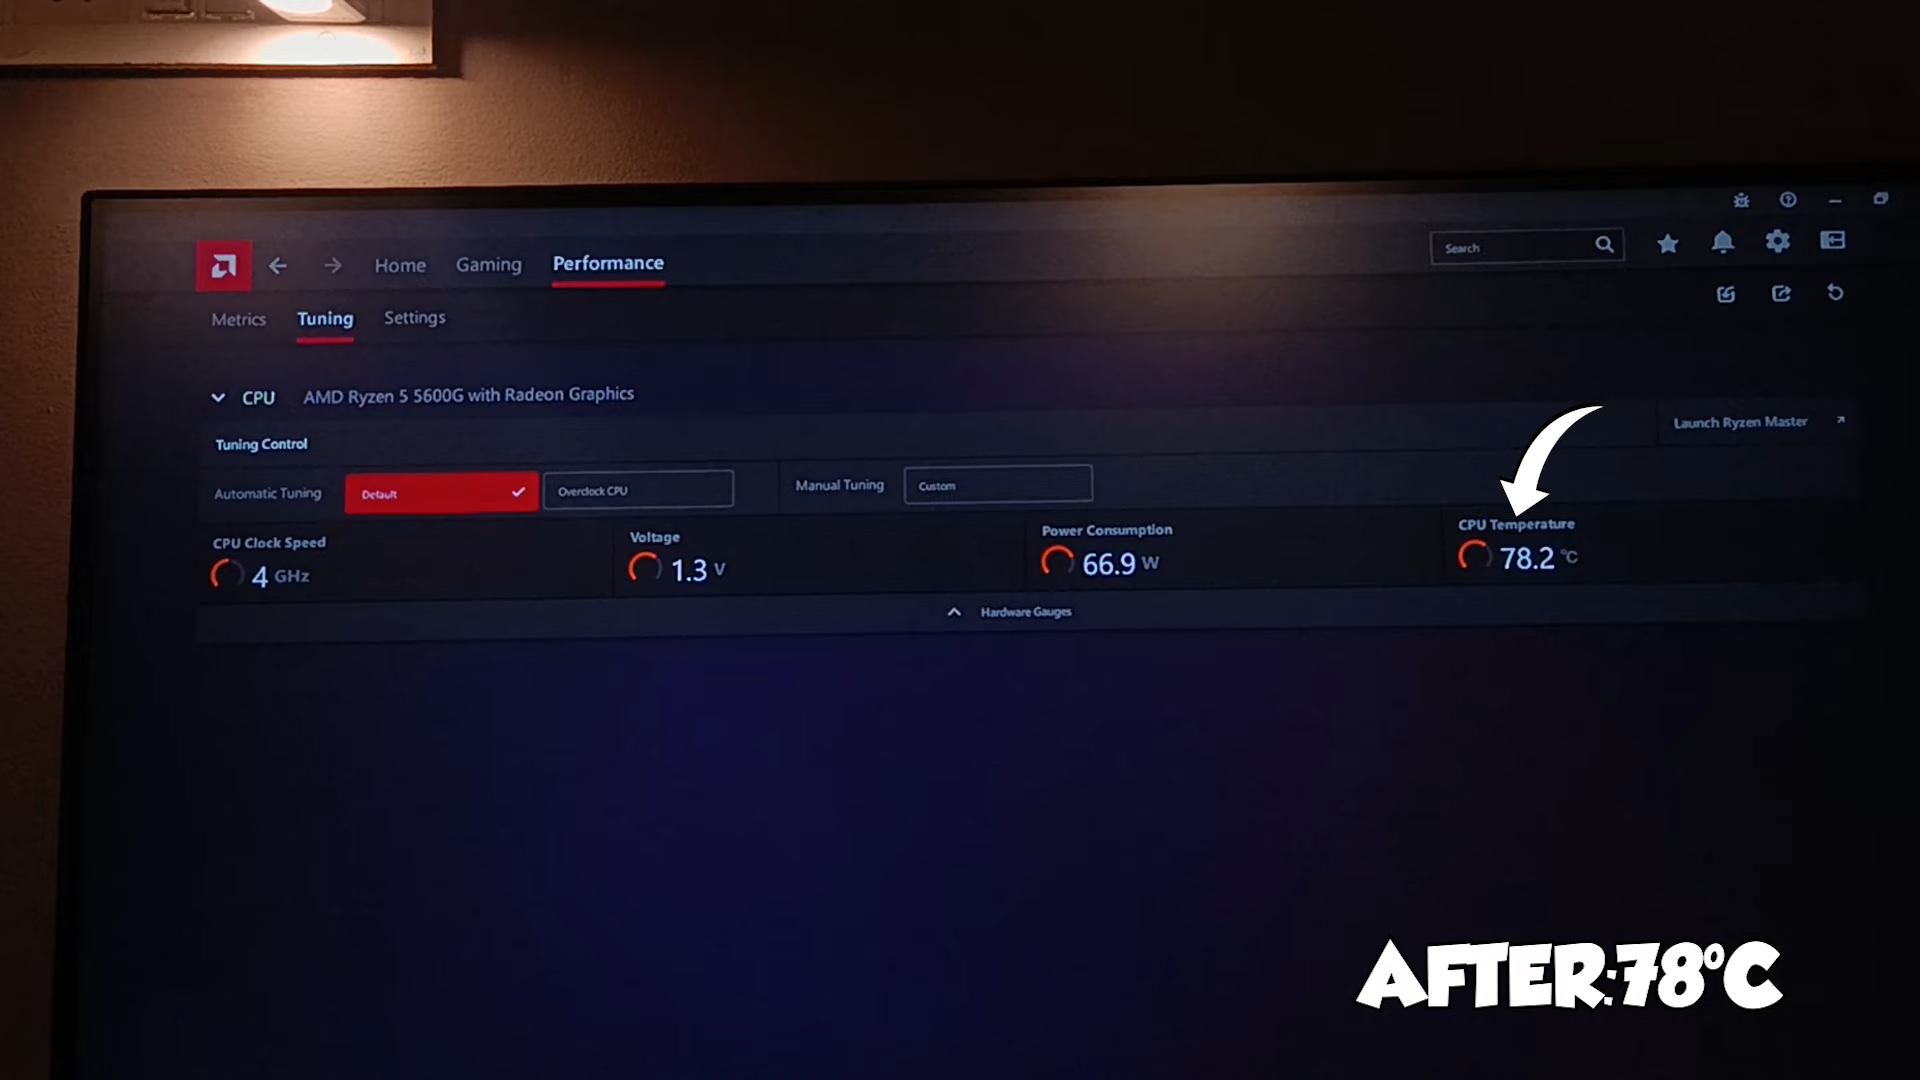 Home Gaming Performance Search
Metrics Tuning Settings
CPU AMD Ryzen 5 5600G with Radeon Graphics
Tuning Control Launch Ryzen Master
Automatic Tuning Default Overclock CPU Manual Tuning Custom
CPU Clock Speed Voltage Power Consumption CPU Temperature
4 GHz 1.3 V 66.9 W 78.2 °C
Hardware Gauges
AFTER:78°C